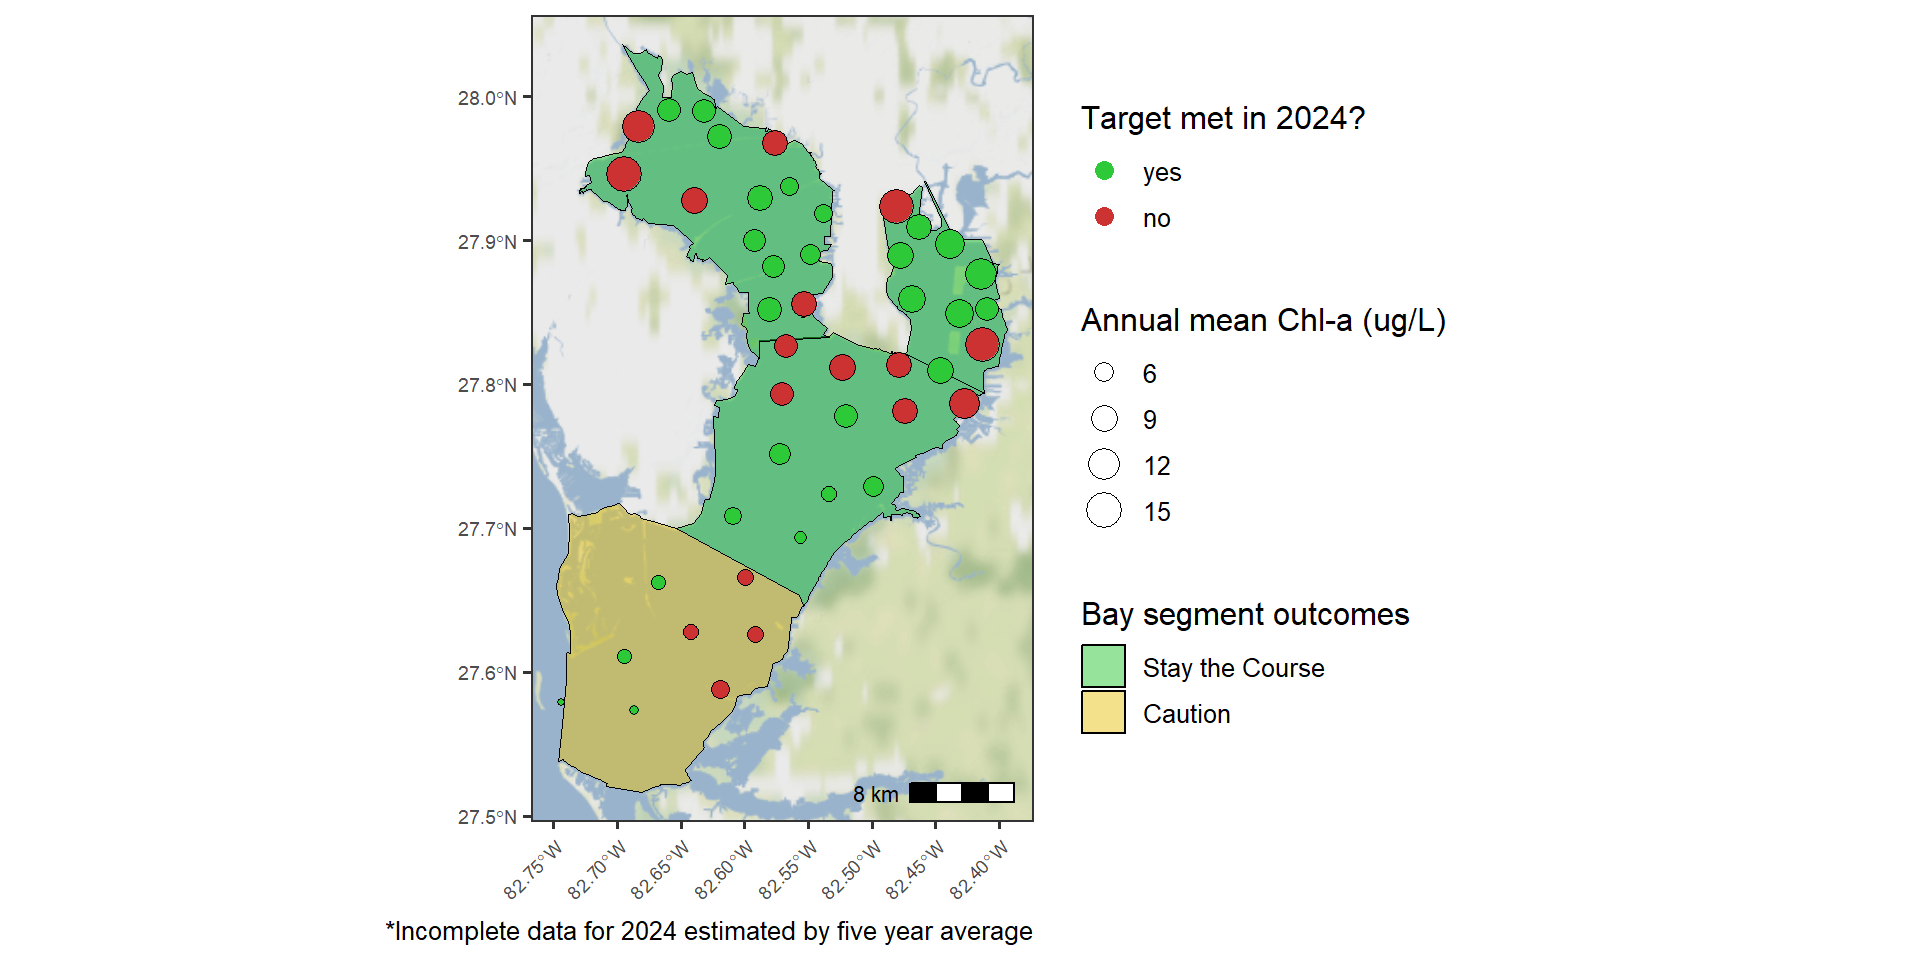 28.0°N
27.9°N
27.8°N
27.7°N
27.6°N
27.5°N
82.75°W
82.70°W
82.65°W
82.60°W
82.55°W
82.50°W
82.45°W
82.40°W
8 km
*Incomplete data for 2024 estimated by five year average
Target met in 2024?
yes
no
Annual mean Chl-a (ug/L)
6
9
12
15
Bay segment outcomes
Stay the Course
Caution